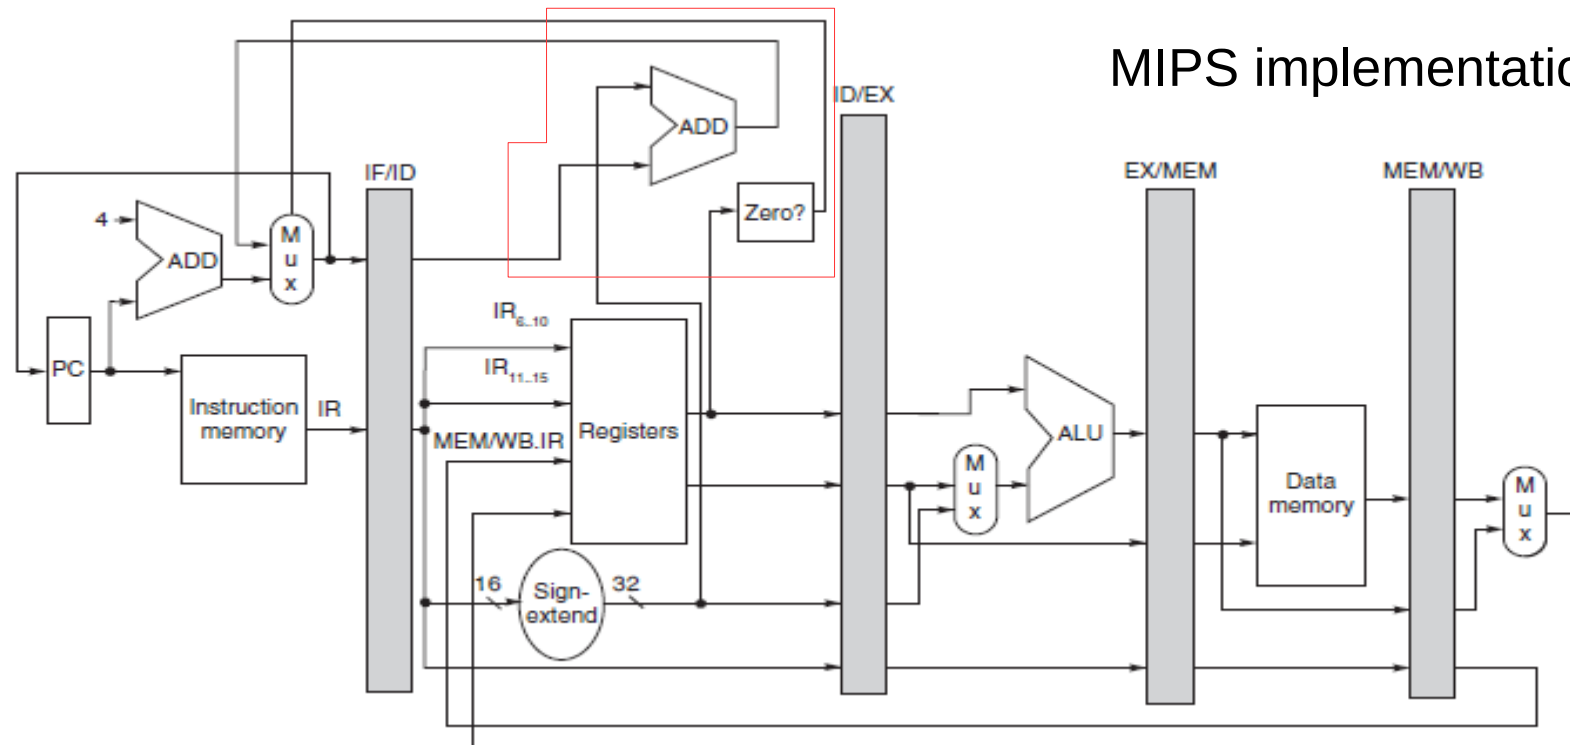 MIPS implementatio
ID/EX
ADD
IF/ID
EX/MEM
MEM/WB
Zero?
4
M
u
x
ADD
IR6..10
PC
IR11..15
Instruction
memory
IR
Registers
MEM/WB.IR
ALU
M
u
x
Data
memory
M
u
x
16
Sign-
extend
32